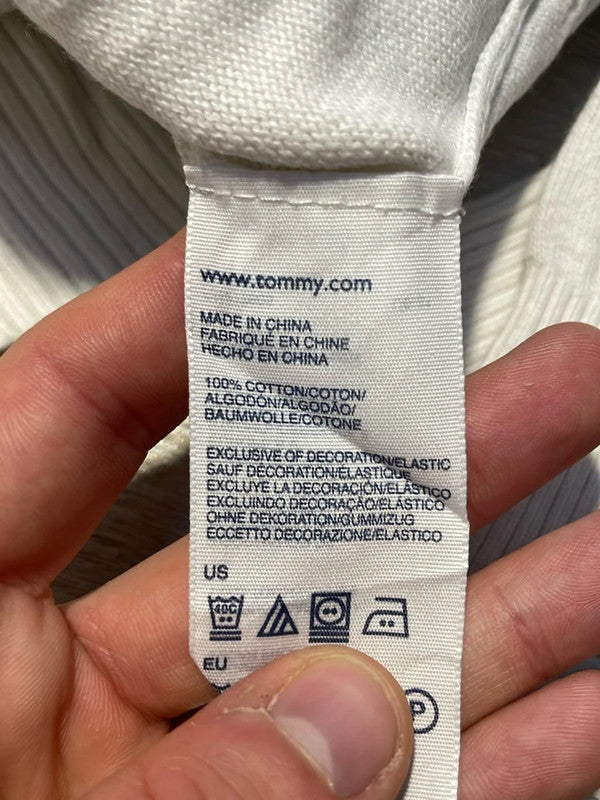 www.tommy.com
MADE IN CHINA
FABRIQUÉ EN CHINE
HECHO EN CHINA
100% COTTON/COTON/
ALGODÓN/ALGODÃO/
BAUMWOLLE/COTONE
EXCLUSIVE OF DECORATION/ELASTIC
SAUF DÉCORATION/ÉLASTIQUE
EXCLUYE LA DECORACIÓN/ELÁSTICO
EXCLUINDO DECORAÇÃO/ELÁSTICO
OHNE DEKORATION/GUMMIZUG
ECCETTO DECORAZIONE/ELASTICO
US
40C
EU
P